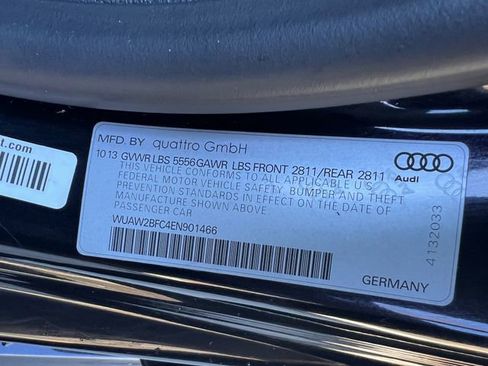 t.com
MFD. BY quattro GmbH
10 13 GVWR LBS 5556 GAWR LBS FRONT 2811/REAR 2811
THIS VEHICLE CONFORMS TO ALL APPLICABLE U S
FEDERAL MOTOR VEHICLE SAFETY, BUMPER AND THEFT
PREVENTION STANDARDS IN EFFECT ON THE DATE OF
MANUFACTURE SHOWN ABOVE
PASSENGER CAR
WUAW2BFC4EN901466
Audi
4132033
GERMANY